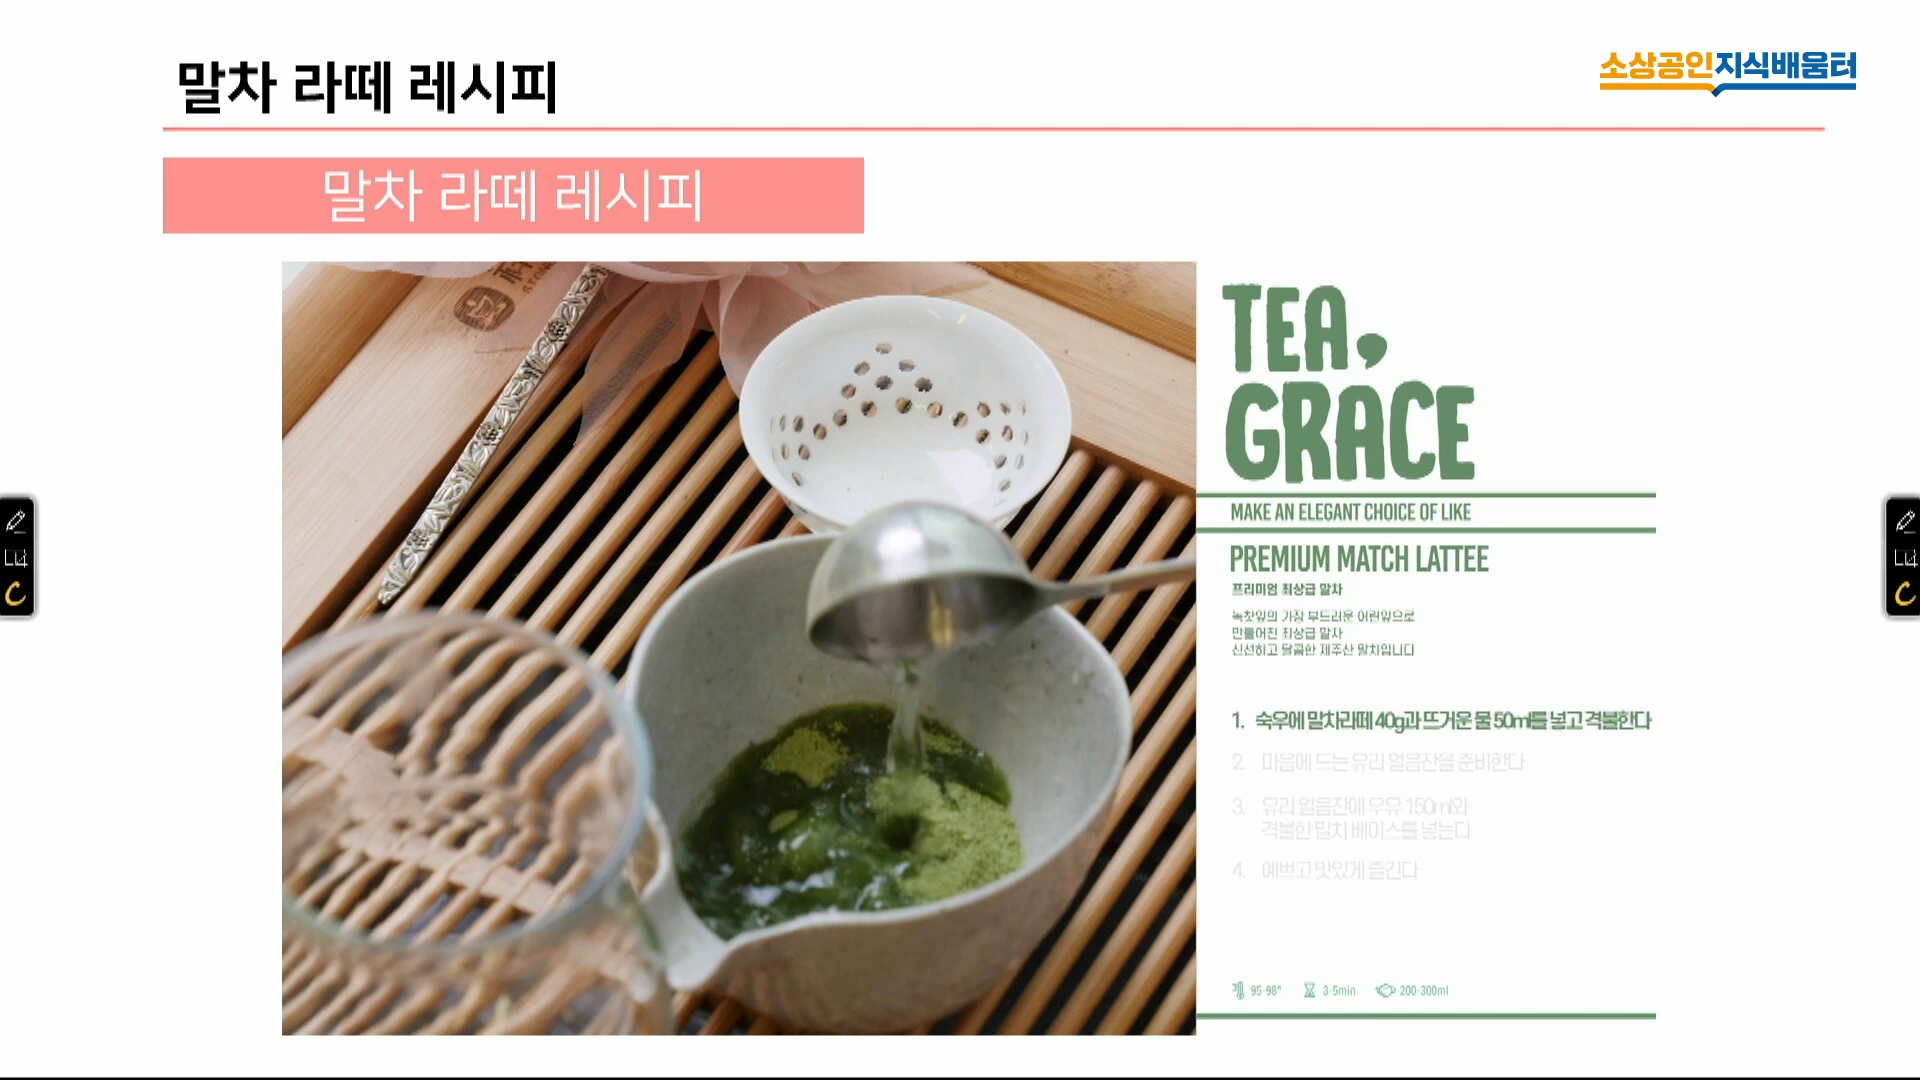 말차 라떼 레시피
소상공인지식배움터
말차 라떼 레시피
TEA,
GRACE
MAKE AN ELEGANT CHOICE OF LIKE
PREMIUM MATCH LATTEE
프리미엄 최상급 말차
녹찻잎의 가장 부드러운 어린잎으로
만들어진 최상급 말차
신선하고 달콤한 제주산 말차입니다
1. 숙우에 말차라떼 40g과 뜨거운 물 50ml를 넣고 격불한다
2. 마음에 드는 유리 얼음잔을 준비한다
3. 유리 얼음잔에 우유 150ml와
격불한 말차 베이스를 넣는다
4. 예쁘고 맛있게 즐긴다
95-98° 3-5min 200-300ml